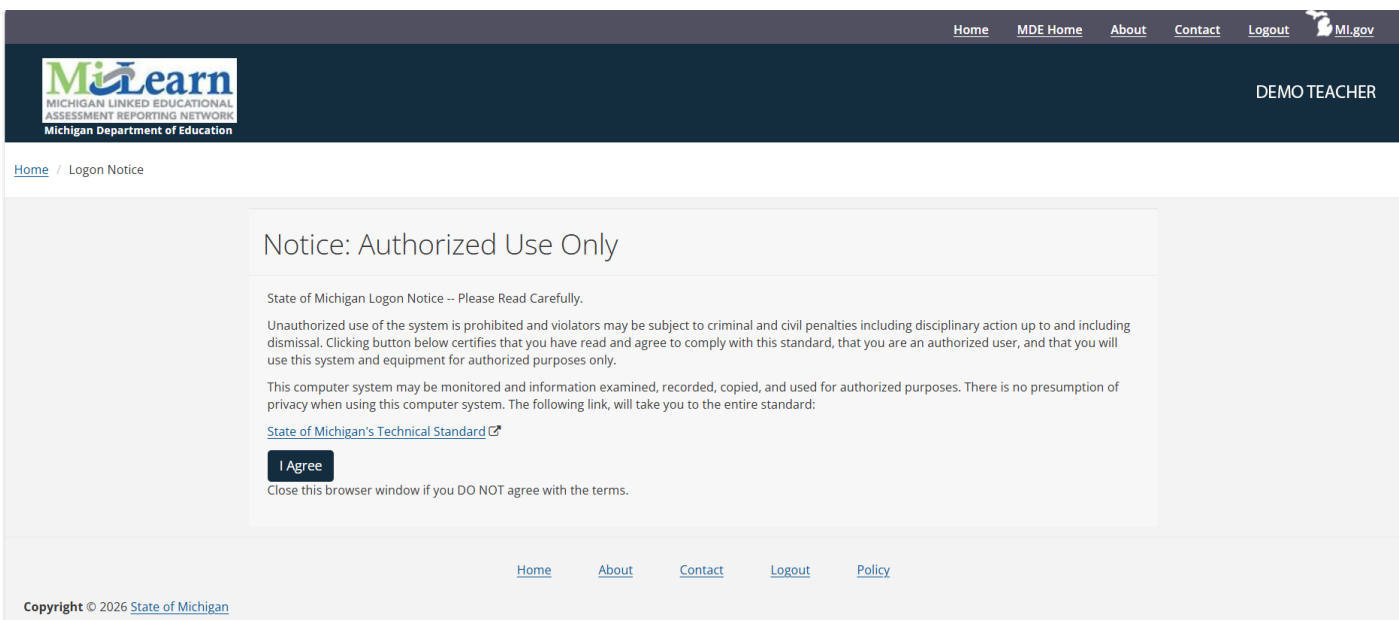 Home MDE Home About Contact Logout MI.gov
MiLearn
MICHIGAN LINKED EDUCATIONAL
ASSESSMENT REPORTING NETWORK
Michigan Department of Education
DEMO TEACHER
Home / Logon Notice
Notice: Authorized Use Only
State of Michigan Logon Notice -- Please Read Carefully.
Unauthorized use of the system is prohibited and violators may be subject to criminal and civil penalties including disciplinary action up to and including
dismissal. Clicking button below certifies that you have read and agree to comply with this standard, that you are an authorized user, and that you will
use this system and equipment for authorized purposes only.
This computer system may be monitored and information examined, recorded, copied, and used for authorized purposes. There is no presumption of
privacy when using this computer system. The following link, will take you to the entire standard:
State of Michigan's Technical Standard
I Agree
Close this browser window if you DO NOT agree with the terms.
Home About Contact Logout Policy
Copyright © 2026 State of Michigan